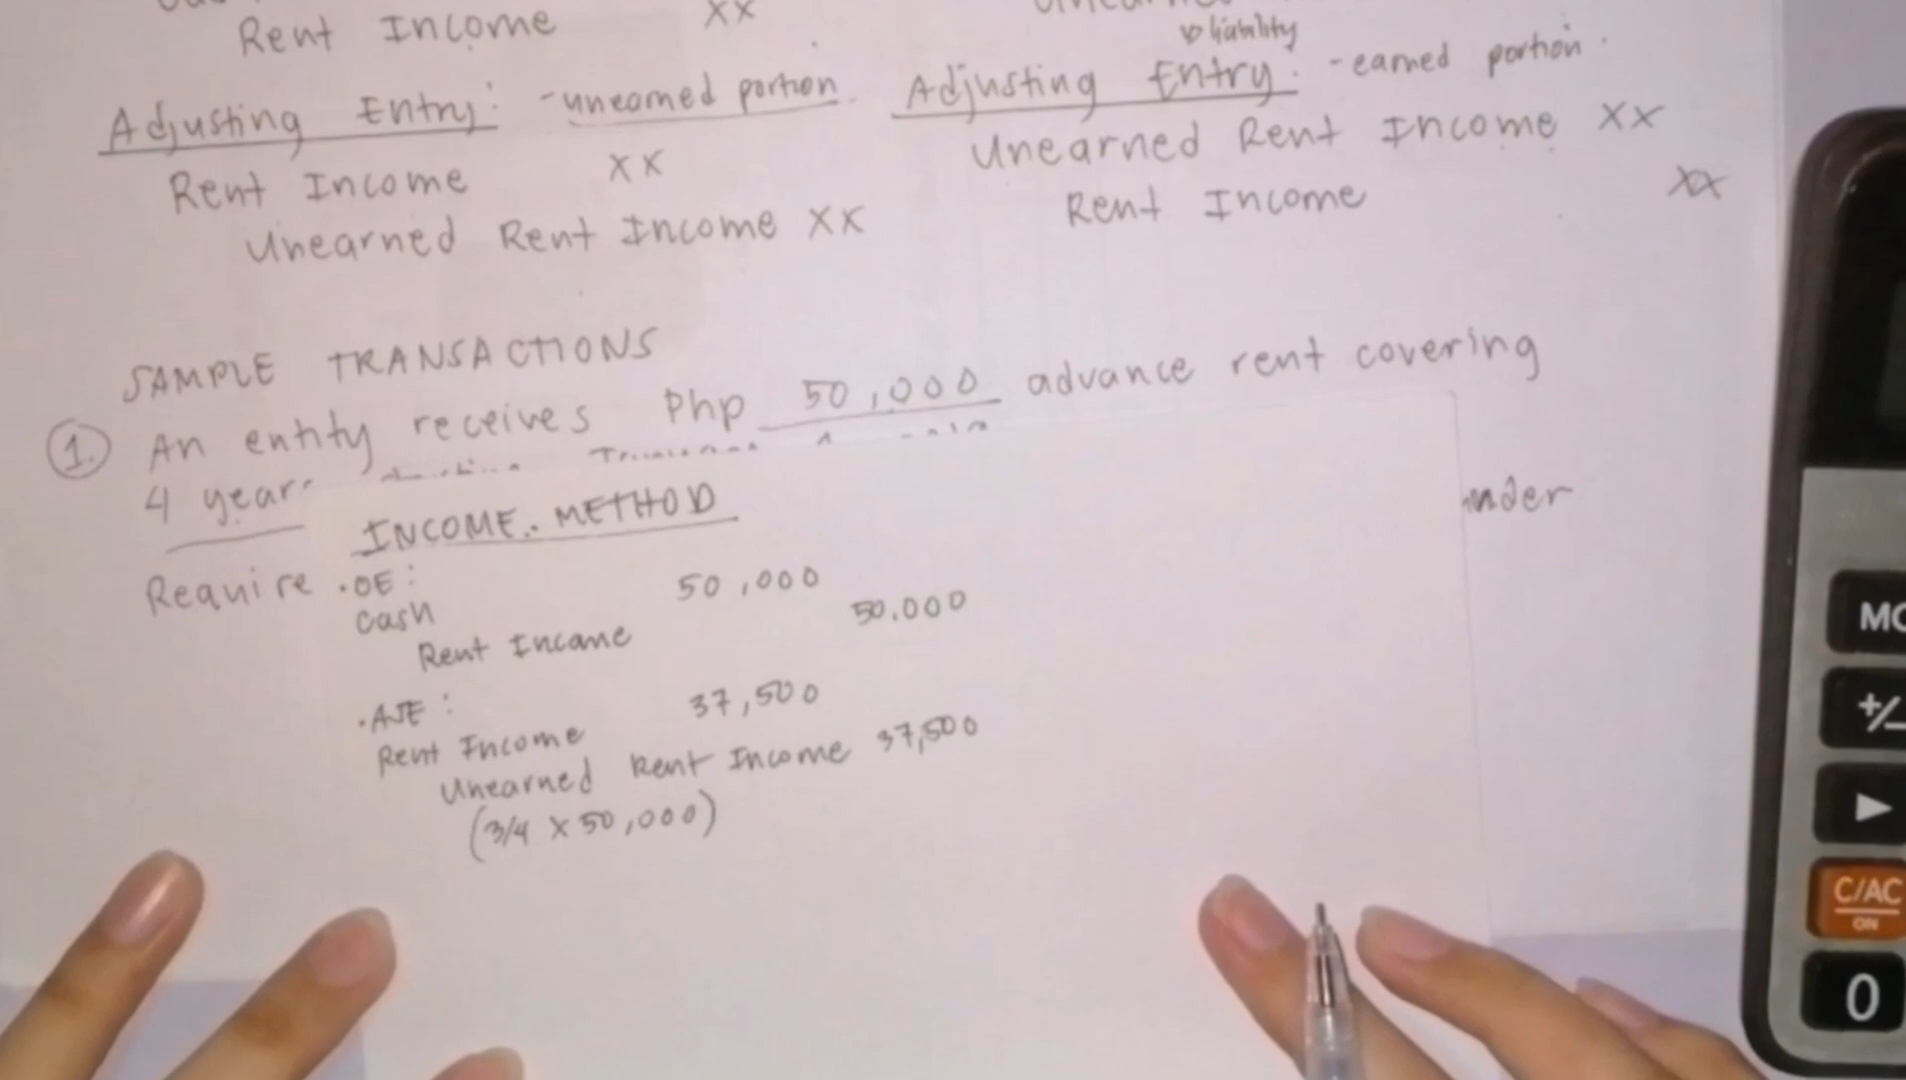 Rent Income xx
Adjusting Entry: -unearned portion.
Rent Income xx
Unearned Rent Income xx
liability
Adjusting Entry: -earned portion.
Unearned Rent Income xx
Rent Income xx
SAMPLE TRANSACTIONS
1. An entity receives Php 50,000 advance rent covering
4 years
Require
INCOME METHOD
.OE:
Cash 50,000
Rent Income 50.000
.AJE:
Rent Income 37,500
Unearned Rent Income 37,500
(3/4 x 50,000)
+/-
▶
C/AC
ON
0